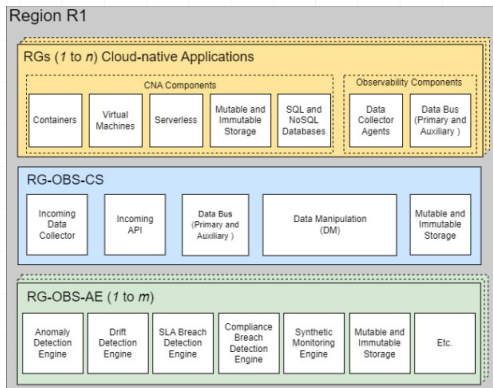 Region R1
RGs (1 to n) Cloud-native Applications
CNA Components
Observability Components
Containers
Virtual
Machines
Serverless
Mutable and
Immutable
Storage
SQL and
NoSQL
Databases
Data
Collector
Agents
Data Bus
(Primary and
Auxiliary )
RG-OBS-CS
Incoming
Data
Collector
Incoming
API
Data Bus
(Primary and
Auxiliary )
Data Manipulation
(DM)
Mutable and
Immutable
Storage
RG-OBS-AE (1 to m)
Anomaly
Detection
Engine
Drift
Detection
Engine
SLA Breach
Detection
Engine
Compliance
Breach
Detection
Engine
Synthetic
Monitoring
Engine
Mutable and
Immutable
Storage
Etc.